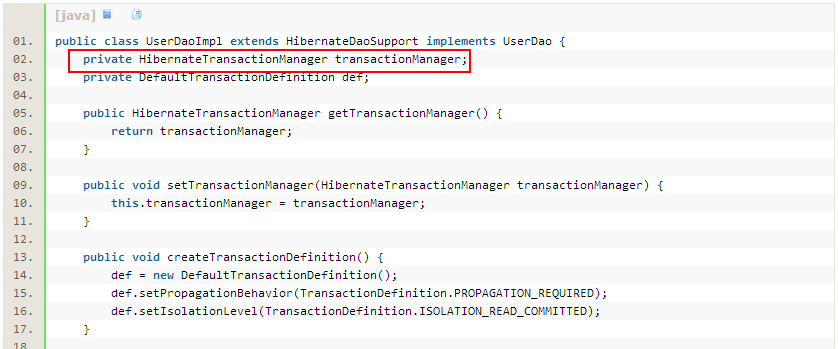 [java]
01. public class UserDaoImpl extends HibernateDaoSupport implements UserDao {
02.     private HibernateTransactionManager transactionManager;
03.     private DefaultTransactionDefinition def;
04.
05.     public HibernateTransactionManager getTransactionManager() {
06.         return transactionManager;
07.     }
08.
09.     public void setTransactionManager(HibernateTransactionManager transactionManager) {
10.         this.transactionManager = transactionManager;
11.     }
12.
13.     public void createTransactionDefinition() {
14.         def = new DefaultTransactionDefinition();
15.         def.setPropagationBehavior(TransactionDefinition.PROPAGATION_REQUIRED);
16.         def.setIsolationLevel(TransactionDefinition.ISOLATION_READ_COMMITTED);
17.     }
18